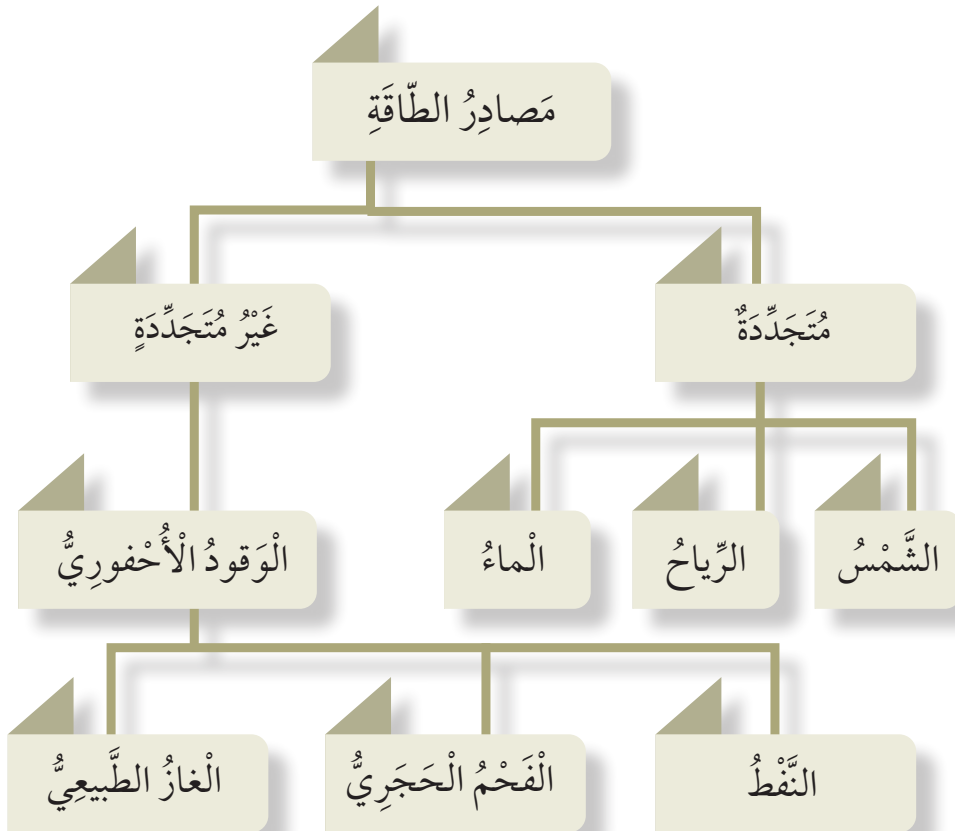 مَصادِرُ الطّاقَةِ
مُتَجَدِّدَةٌ
غَيْرُ مُتَجَدِّدَةٍ
الشَّمْسُ
الرِّياحُ
الْماءُ
الْوَقودُ الْأُحْفورِيُّ
النَّفْطُ
الْفَحْمُ الْحَجَرِيُّ
الْغازُ الطَّبيعِيُّ